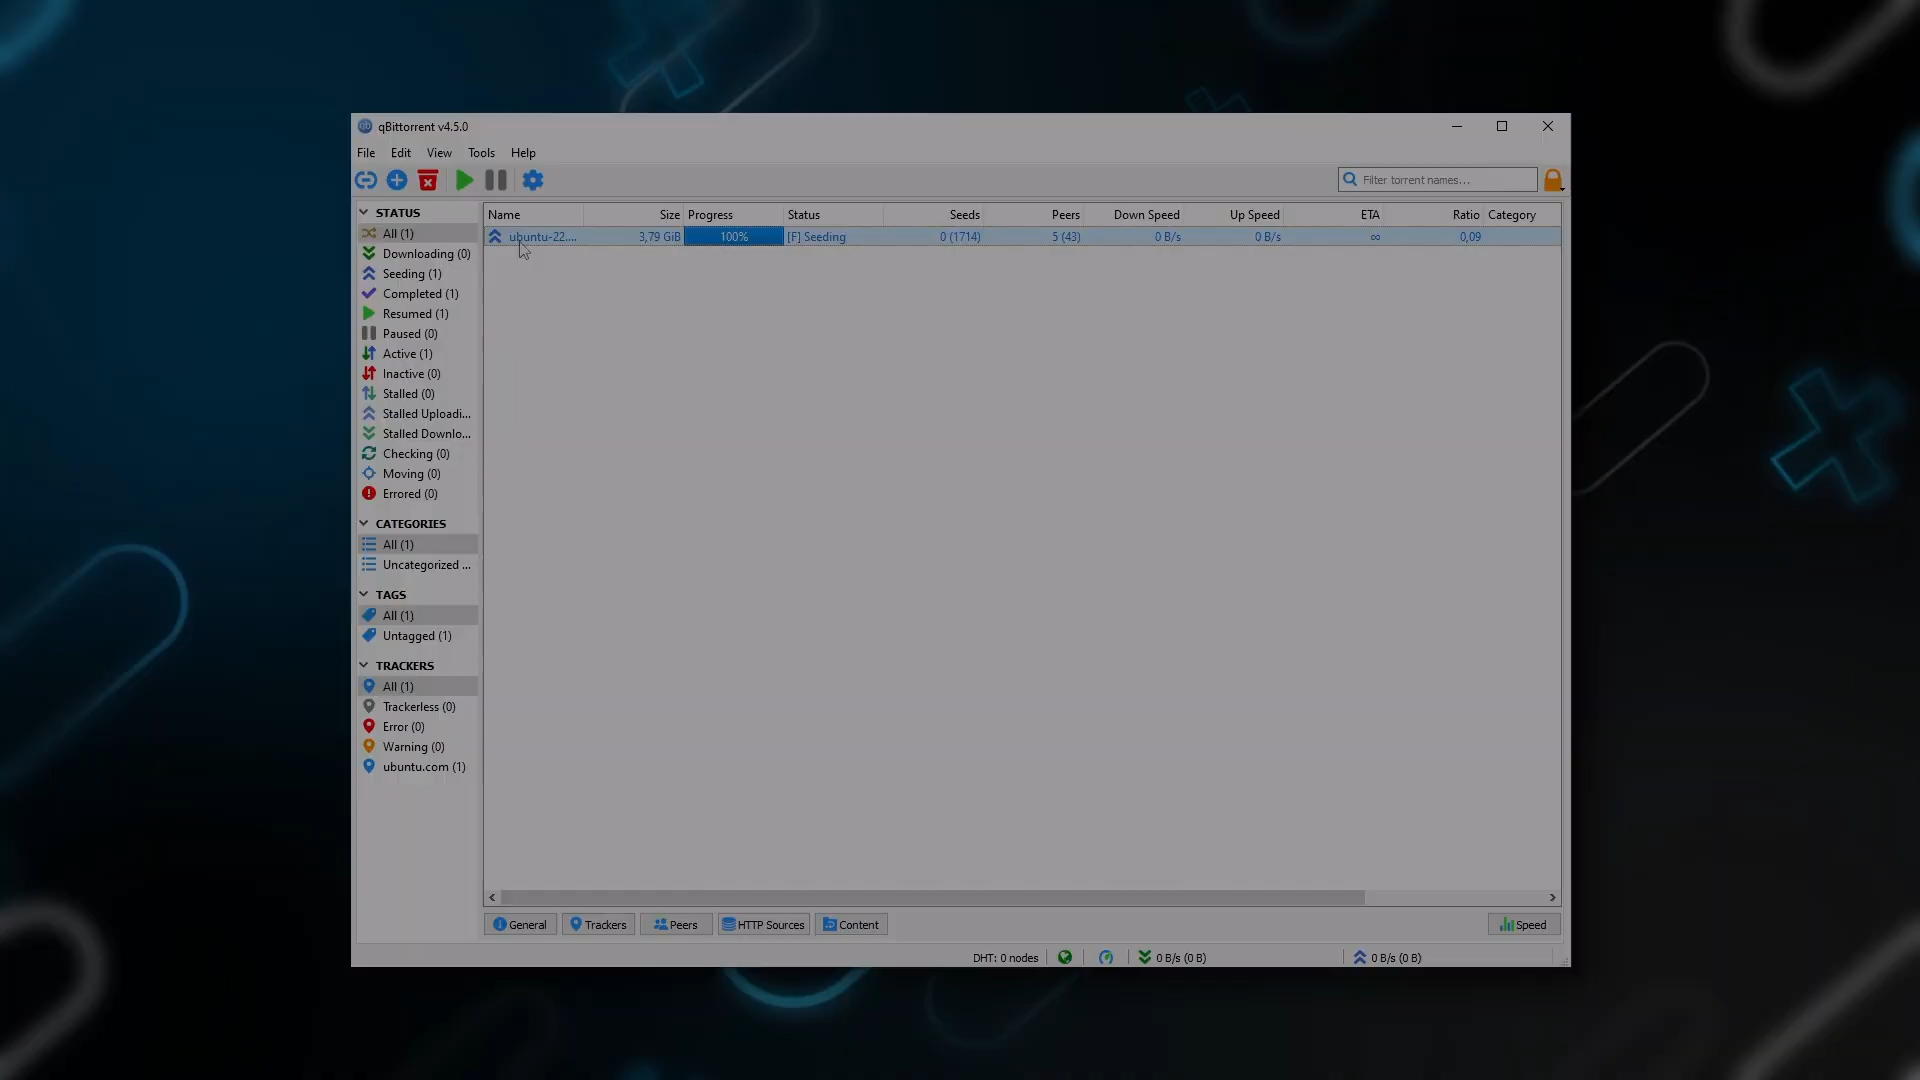 qBittorrent v4.5.0
File Edit View Tools Help
Filter torrent names...
STATUS
All (1)
Downloading (0)
Seeding (1)
Completed (1)
Resumed (1)
Paused (0)
Active (1)
Inactive (0)
Stalled (0)
Stalled Uploadi...
Stalled Downlo...
Checking (0)
Moving (0)
Errored (0)
CATEGORIES
All (1)
Uncategorized ...
TAGS
All (1)
Untagged (1)
TRACKERS
All (1)
Trackerless (0)
Error (0)
Warning (0)
ubuntu.com (1)
Name Size Progress Status Seeds Peers Down Speed Up Speed ETA Ratio Category
ubuntu-22.... 3,79 GiB 100% [F] Seeding 0 (1714) 5 (43) 0 B/s 0 B/s ∞ 0,09
General Trackers Peers HTTP Sources Content Speed
DHT: 0 nodes 0 B/s (0 B) 0 B/s (0 B)